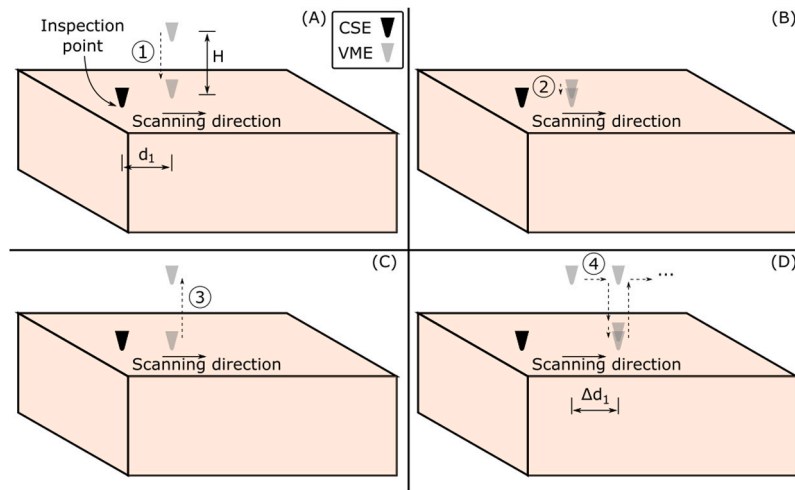 Inspection
point
①
H
CSE
VME
(A)
Scanning direction
d₁
(B)
②
Scanning direction
(C)
③
Scanning direction
④
...
(D)
Scanning direction
Δd₁